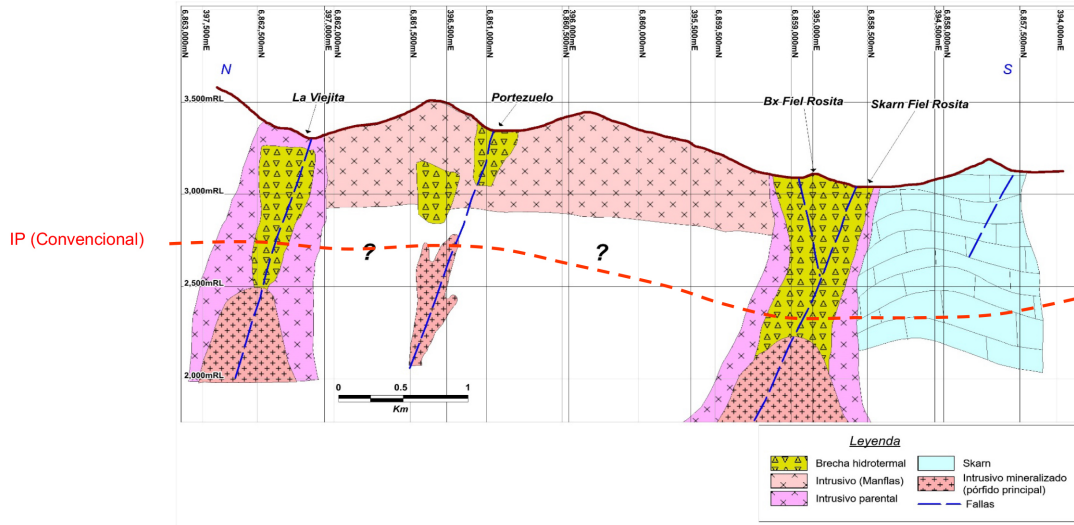 6,863,000mN
397,500mE
6,862,500mN
397,000mE
6,862,000mN
6,861,500mN
396,500mE
6,861,000mN
6,860,500mN
396,000mE
6,860,000mN
6,859,500mN
6,859,000mN
395,000mE
6,858,500mN
394,500mE
6,858,000mN
6,857,500mN
394,000mE
N
S
La Viejita
Portezuelo
Bx Fiel Rosita
Skarn Fiel Rosita
3,500mRL
3,000mRL
IP (Convencional)
?
?
2,500mRL
2,000mRL
0 0.5 1
Km
Leyenda
Brecha hidrotermal
Skarn
Intrusivo (Manflas)
Intrusivo mineralizado
(pórfido principal)
Intrusivo parental
Fallas